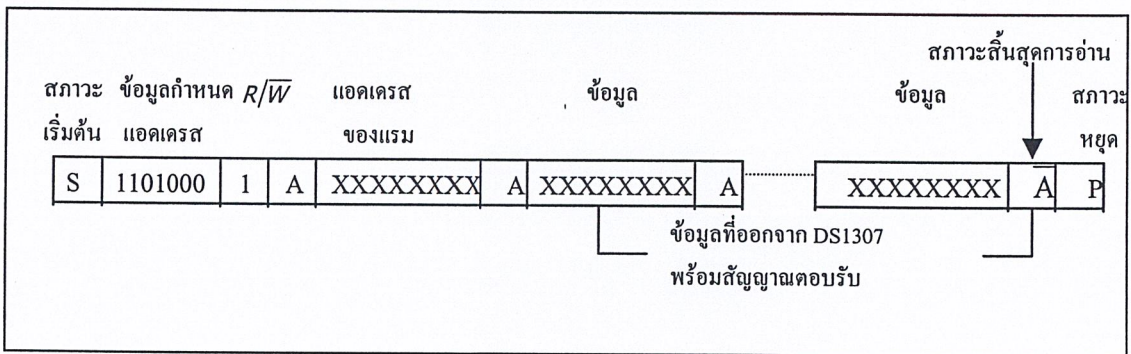 สภาวะสิ้นสุดการอ่าน
สภาวะ ข้อมูลกำหนด R/W̅ แอดเดรส ข้อมูล ข้อมูล สภาวะ
เริ่มต้น แอดเดรส ของแรม หยุด
S 1101000 1 A XXXXXXXX A XXXXXXXX A XXXXXXXX A̅ P
ข้อมูลที่ออกจาก DS1307
พร้อมสัญญาณตอบรับ